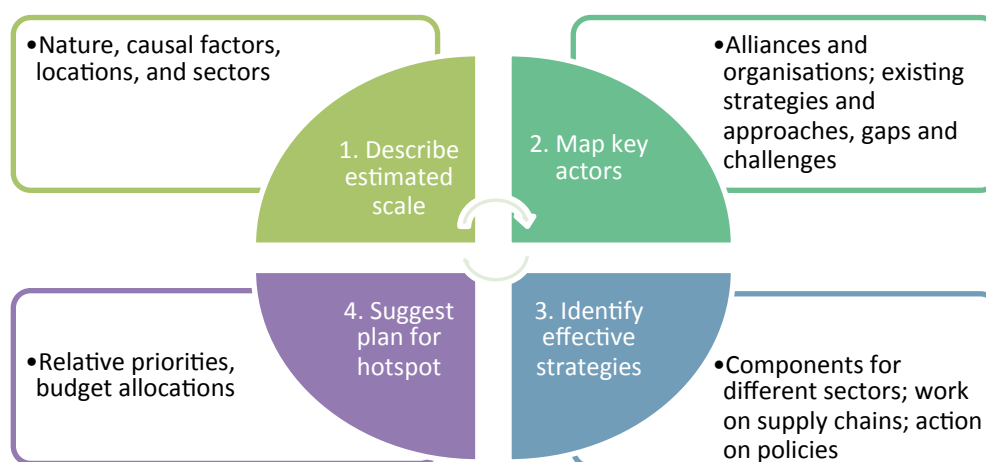 •Nature, causal factors,
locations, and sectors
•Alliances and
organisations; existing
strategies and
approaches, gaps and
challenges
1. Describe
estimated
scale
2. Map key
actors
4. Suggest
plan for
hotspot
3. Identify
effective
strategies
•Relative priorities,
budget allocations
•Components for
different sectors; work
on supply chains; action
on policies